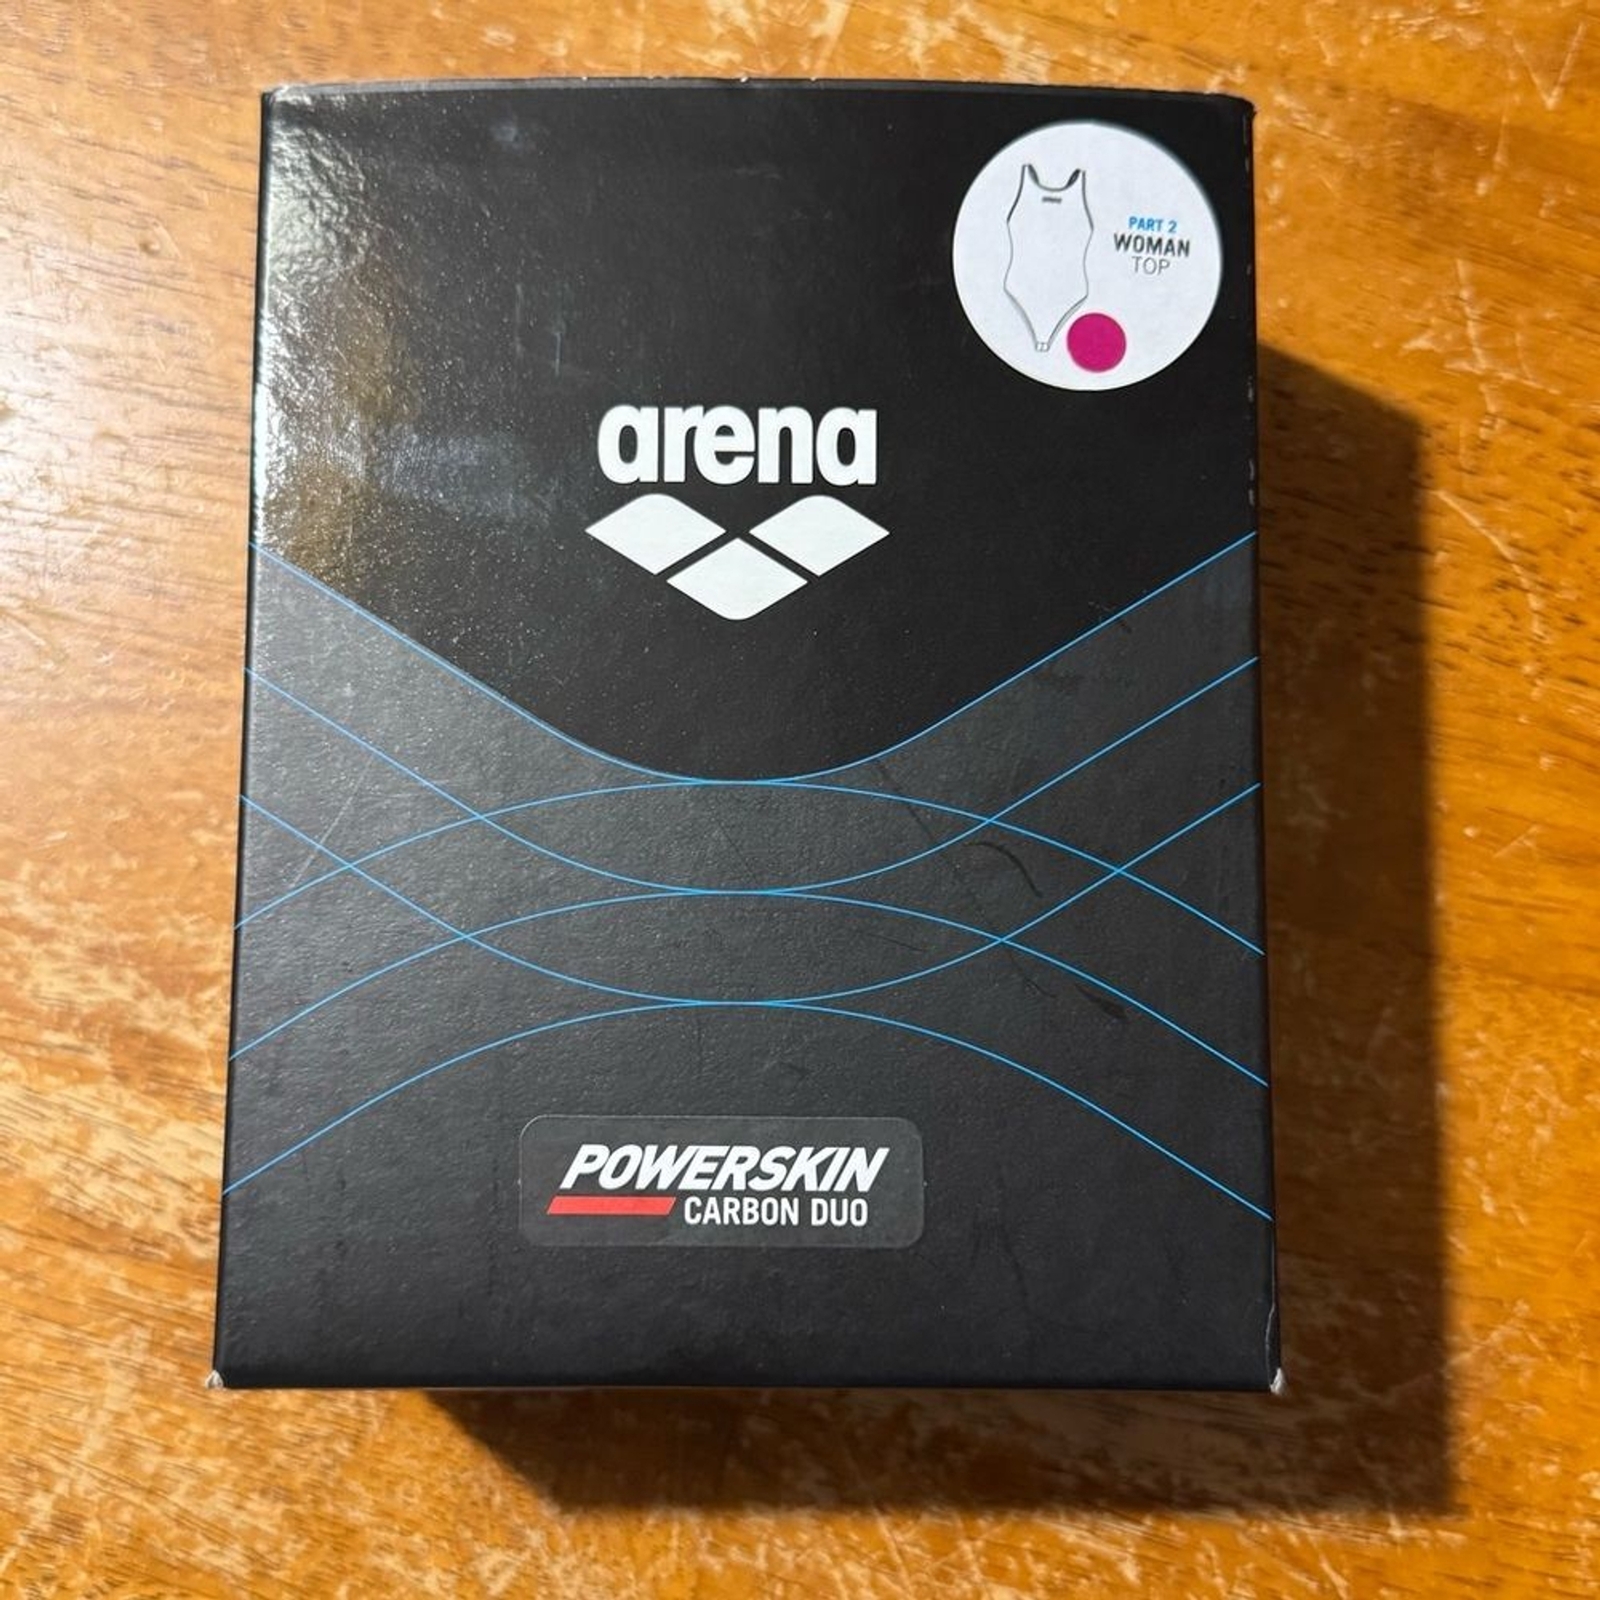 PART 2
WOMAN
TOP
arena
POWERSKIN
CARBON DUO